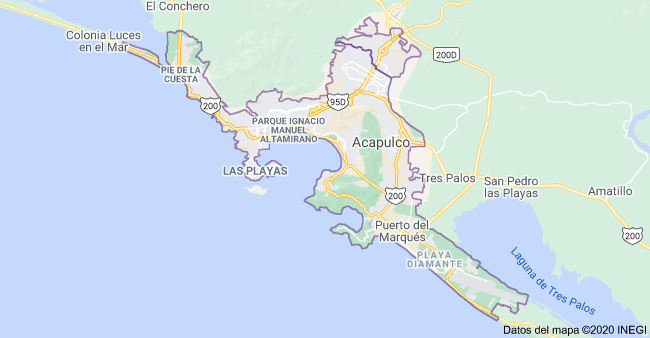 El Conchero
Colonia Luces
en el Mar
PIE DE LA
CUESTA
200D
200
95D
PARQUE IGNACIO
MANUEL
ALTAMIRANO
Acapulco
LAS PLAYAS
Tres Palos
San Pedro
las Playas
Amatillo
200
Puerto del
Marqués
200
PLAYA
DIAMANTE
Laguna de Tres Palos
Datos del mapa ©2020 INEGI